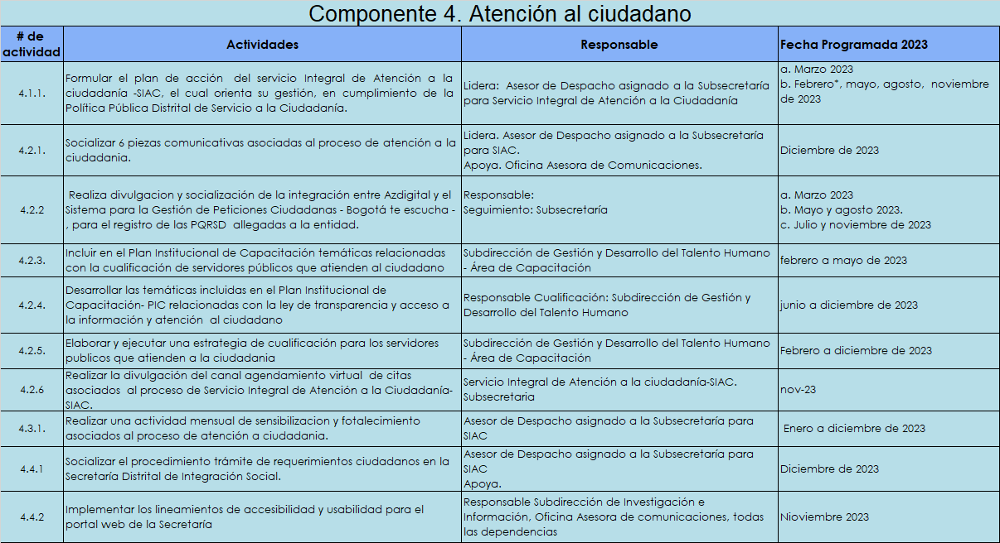 Componente 4. Atención al ciudadano
# de
actividad
Actividades
Responsable
Fecha Programada 2023
4.1.1.
Formular el plan de acción del servicio Integral de Atención a la
ciudadanía -SIAC, el cual orienta su gestión, en cumplimiento de la
Política Pública Distrital de Servicio a la Ciudadanía.
Lidera: Asesor de Despacho asignado a la Subsecretaría
para Servicio Integral de Atención a la Ciudadanía
a. Marzo 2023
b. Febrero*, mayo, agosto, noviembre
de 2023
4.2.1.
Socializar 6 piezas comunicativas asociadas al proceso de atención a la
ciudadania.
Lidera. Asesor de Despacho asignado a la Subsecretaría
para SIAC.
Apoya. Oficina Asesora de Comunicaciones.
Diciembre de 2023
4.2.2
Realiza divulgacion y socialización de la integración entre Azdigital y el
Sistema para la Gestión de Peticiones Ciudadanas - Bogotá te escucha -
, para el registro de las PQRSD allegadas a la entidad.
Responsable:
Seguimiento: Subsecretaría
a. Marzo 2023
b. Mayo y agosto 2023.
c. Julio y noviembre de 2023
4.2.3.
Incluir en el Plan Institucional de Capacitación temáticas relacionadas
con la cualificación de servidores públicos que atienden al ciudadano
Subdirección de Gestión y Desarrollo del Talento Humano
- Área de Capacitación
febrero a mayo de 2023
4.2.4.
Desarrollar las temáticas incluidas en el Plan Institucional de
Capacitación- PIC relacionadas con la ley de transparencia y acceso a
la información y atención al ciudadano
Responsable Cualificación: Subdirección de Gestión y
Desarrollo del Talento Humano
junio a diciembre de 2023
4.2.5.
Elaborar y ejecutar una estrategia de cualificación para los servidores
publicos que atienden a la ciudadania
Subdirección de Gestión y Desarrollo del Talento Humano
- Área de Capacitación
Febrero a diciembre de 2023
4.2.6
Realizar la divulgación del canal agendamiento virtual de citas
asociados al proceso de Servicio Integral de Atención a la Ciudadanía-
SIAC.
Servicio Integral de Atención a la ciudadanía-SIAC.
Subsecretaria
nov-23
4.3.1.
Realizar una actividad mensual de sensibilizacion y fotalecimiento
asociados al proceso de atención a ciudadania.
Asesor de Despacho asignado a la Subsecretaría para
SIAC
Enero a diciembre de 2023
4.4.1
Socializar el procedimiento trámite de requerimientos ciudadanos en la
Secretaría Distrital de Integración Social.
Asesor de Despacho asignado a la Subsecretaría para
SIAC
Apoya.
Diciembre de 2023
4.4.2
Implementar los lineamientos de accesibilidad y usabilidad para el
portal web de la Secretaría
Responsable Subdirección de Investigación e
Información, Oficina Asesora de comunicaciones, todas
las dependencias
Nioviembre 2023